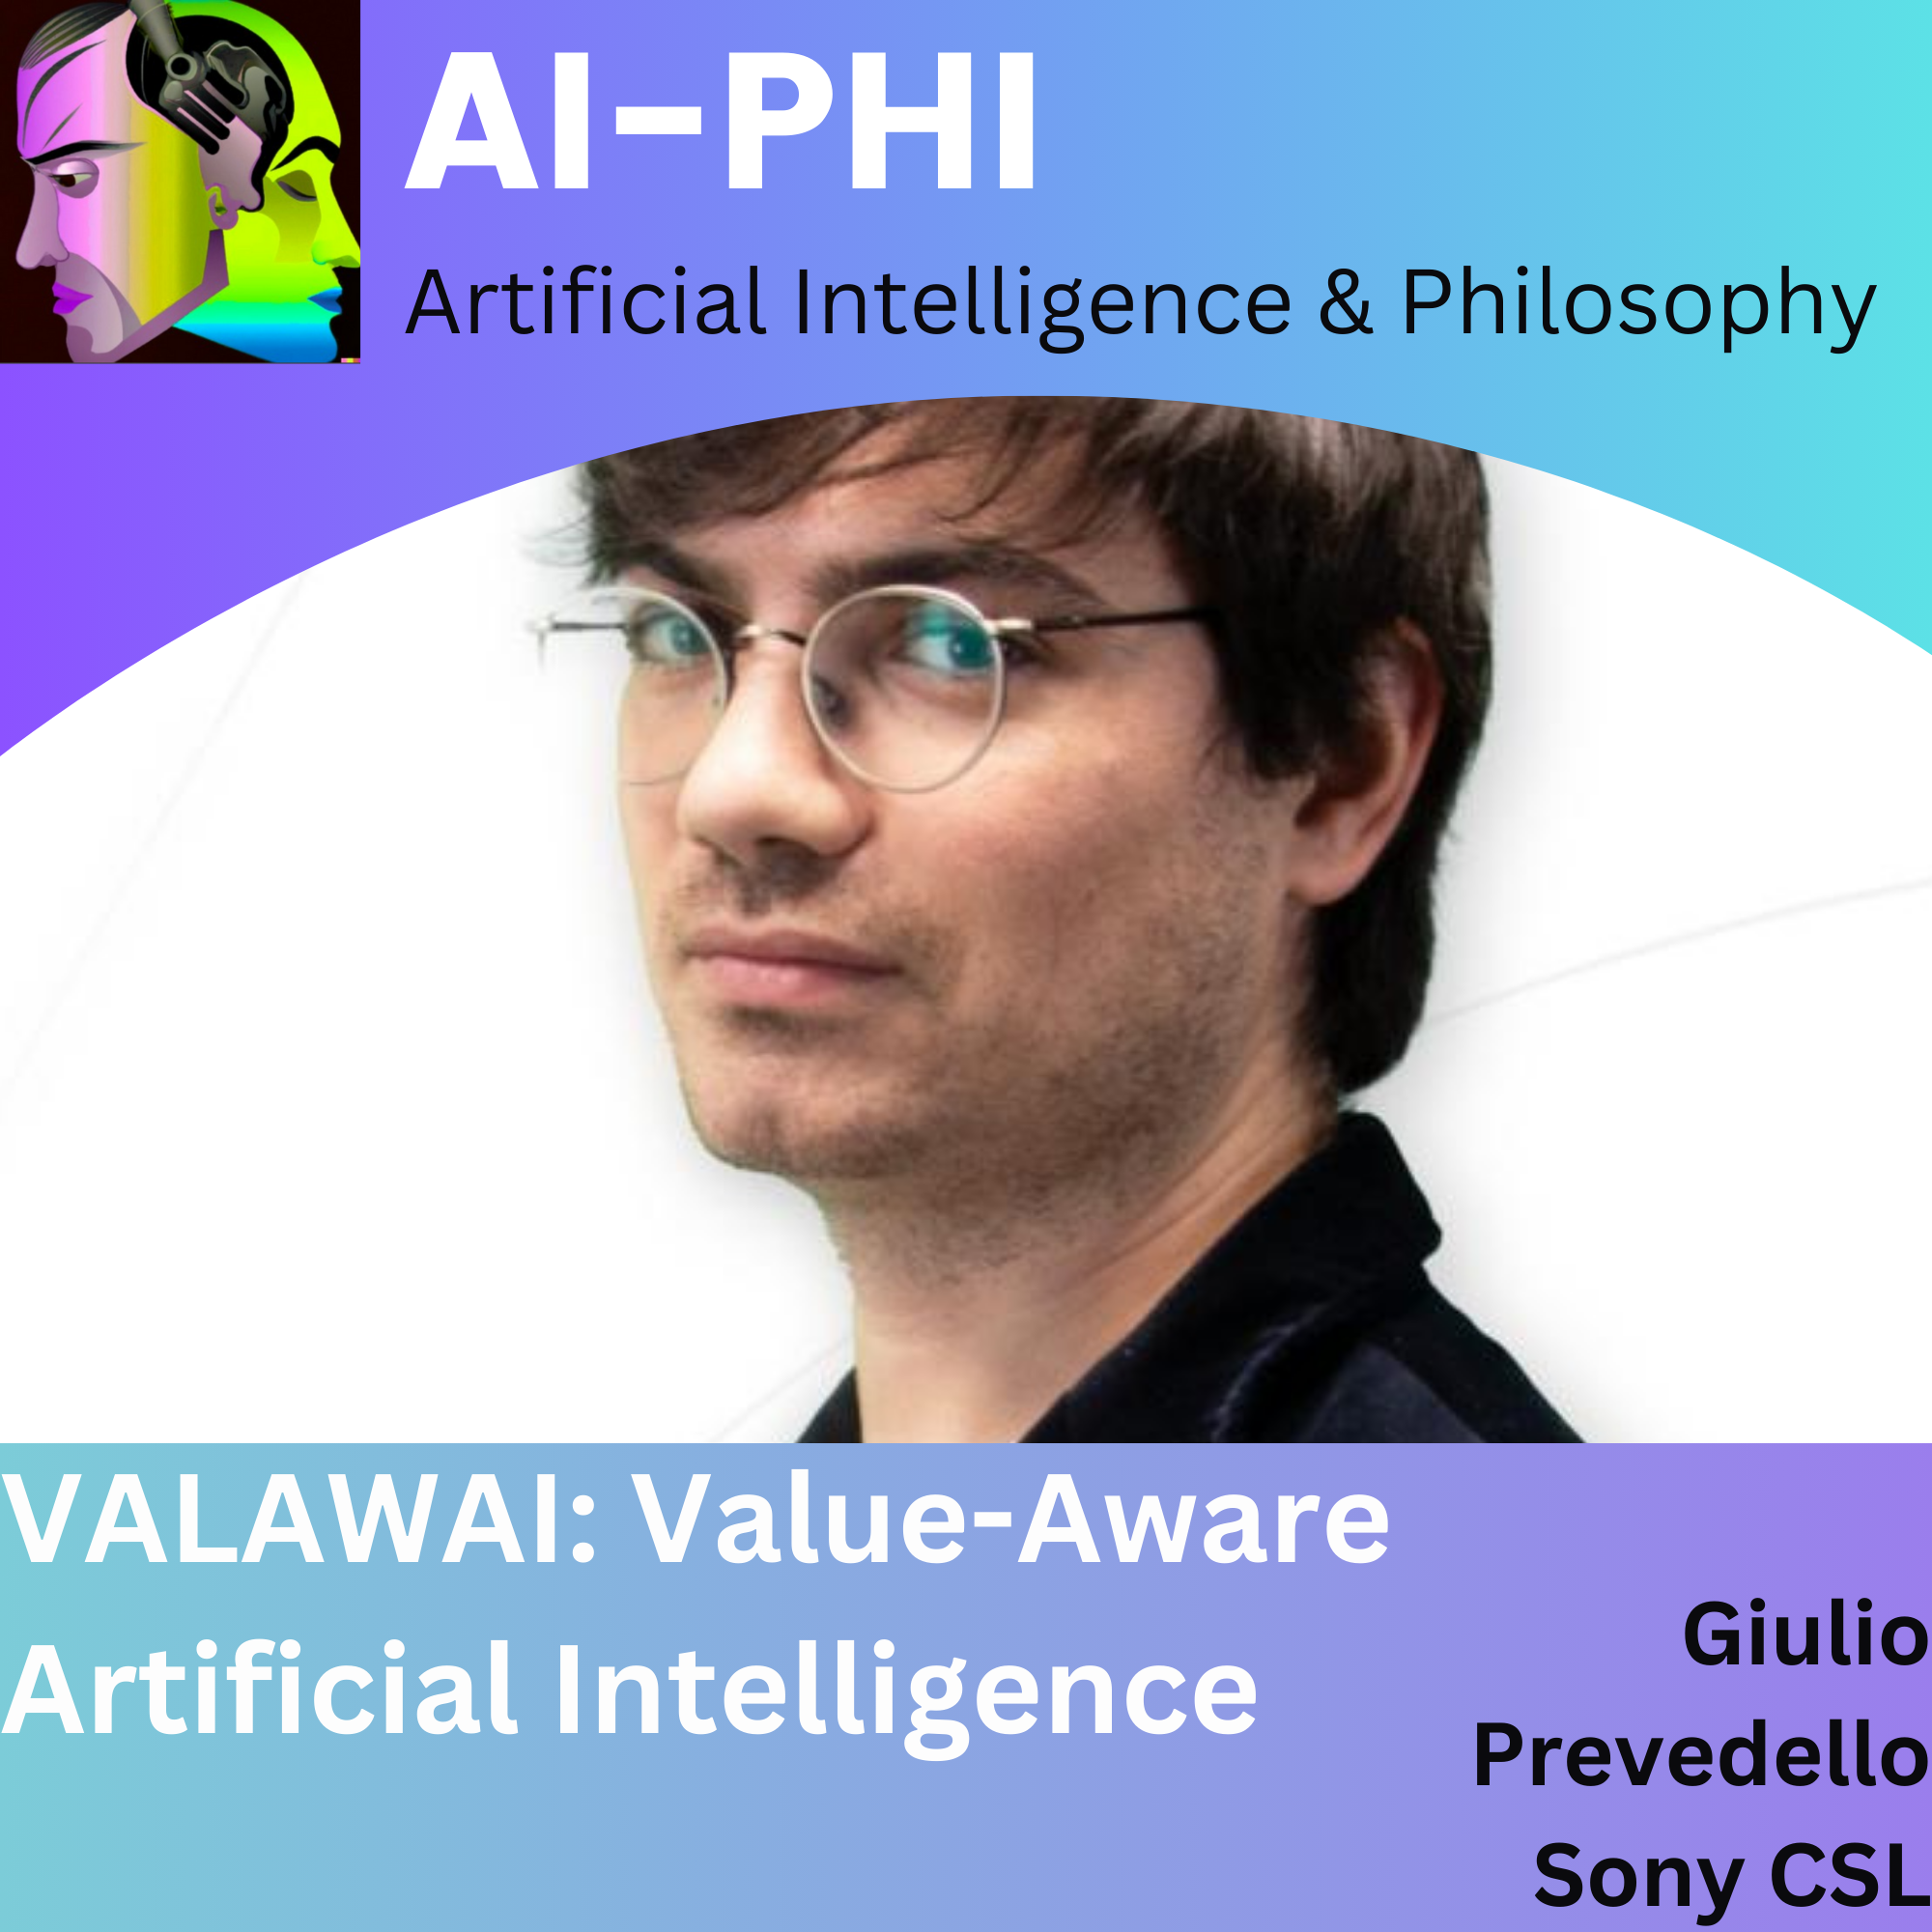 AI–PHI
Artificial Intelligence & Philosophy
VALAWAI: Value-Aware
Artificial Intelligence
Giulio
Prevedello
Sony CSL